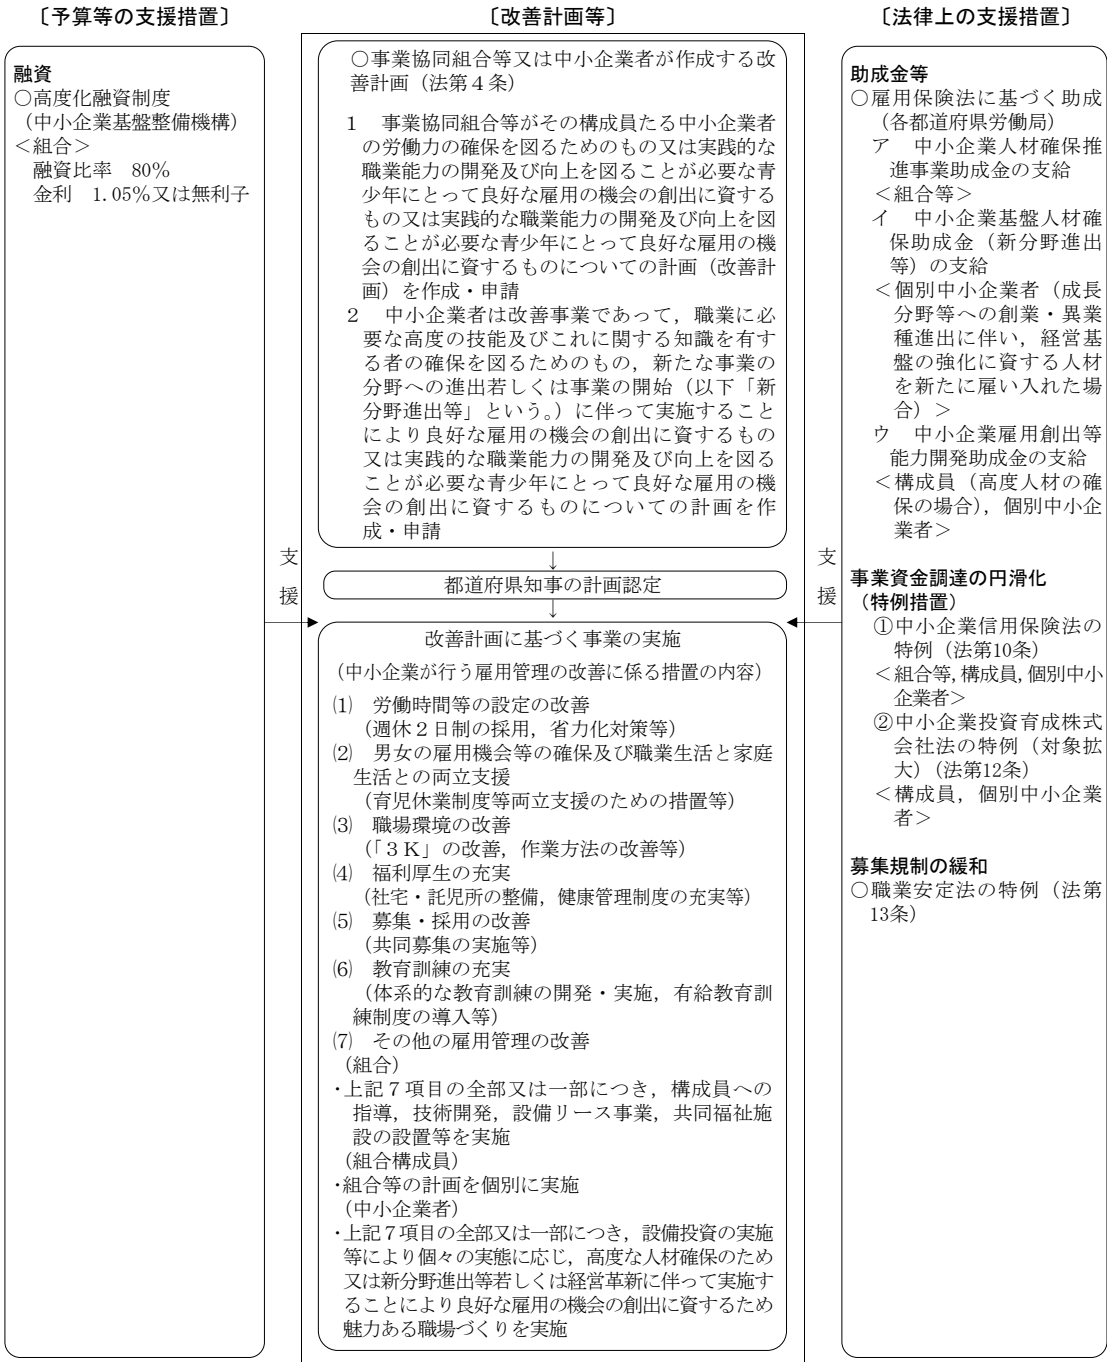 〔予算等の支援措置〕
融資
○高度化融資制度
（中小企業基盤整備機構）
＜組合＞
融資比率　80％
金利　1.05％又は無利子
支
援
〔改善計画等〕
○事業協同組合等又は中小企業者が作成する改
善計画（法第４条）
１　事業協同組合等がその構成員たる中小企業者
の労働力の確保を図るためのもの又は実践的な
職業能力の開発及び向上を図ることが必要な青
少年にとって良好な雇用の機会の創出に資する
もの又は実践的な職業能力の開発及び向上を図
ることが必要な青少年にとって良好な雇用の機
会の創出に資するものについての計画（改善計
画）を作成・申請
２　中小企業者は改善事業であって，職業に必
要な高度の技能及びこれに関する知識を有す
る者の確保を図るためのもの，新たな事業の
分野への進出若しくは事業の開始（以下「新
分野進出等」という。）に伴って実施すること
により良好な雇用の機会の創出に資するもの
又は実践的な職業能力の開発及び向上を図る
ことが必要な青少年にとって良好な雇用の機
会の創出に資するものについての計画を作
成・申請
↓
都道府県知事の計画認定
↓
改善計画に基づく事業の実施
（中小企業が行う雇用管理の改善に係る措置の内容）
⑴　労働時間等の設定の改善
（週休２日制の採用，省力化対策等）
⑵　男女の雇用機会等の確保及び職業生活と家庭
生活との両立支援
（育児休業制度等両立支援のための措置等）
⑶　職場環境の改善
（「３Ｋ」の改善，作業方法の改善等）
⑷　福利厚生の充実
（社宅・託児所の整備，健康管理制度の充実等）
⑸　募集・採用の改善
（共同募集の実施等）
⑹　教育訓練の充実
（体系的な教育訓練の開発・実施，有給教育訓
練制度の導入等）
⑺　その他の雇用管理の改善
（組合）
・上記７項目の全部又は一部につき，構成員への
指導，技術開発，設備リース事業，共同福祉施
設の設置等を実施
（組合構成員）
・組合等の計画を個別に実施
（中小企業者）
・上記７項目の全部又は一部につき，設備投資の実施
等により個々の実態に応じ，高度な人材確保のため
又は新分野進出等若しくは経営革新に伴って実施す
ることにより良好な雇用の機会の創出に資するため
魅力ある職場づくりを実施
支
援
〔法律上の支援措置〕
助成金等
○雇用保険法に基づく助成
（各都道府県労働局）
ア　中小企業人材確保推
進事業助成金の支給
＜組合等＞
イ　中小企業基盤人材確
保助成金（新分野進出
等）の支給
＜個別中小企業者（成長
分野等への創業・異業
種進出に伴い，経営基
盤の強化に資する人材
を新たに雇い入れた場
合）＞
ウ　中小企業雇用創出等
能力開発助成金の支給
＜構成員（高度人材の確
保の場合），個別中小企
業者＞
事業資金調達の円滑化
（特例措置）
①中小企業信用保険法の
特例（法第10条）
＜組合等，構成員，個別中小
企業者＞
②中小企業投資育成株式
会社法の特例（対象拡
大）（法第12条）
＜構成員，個別中小企業
者＞
募集規制の緩和
○職業安定法の特例（法第
13条）